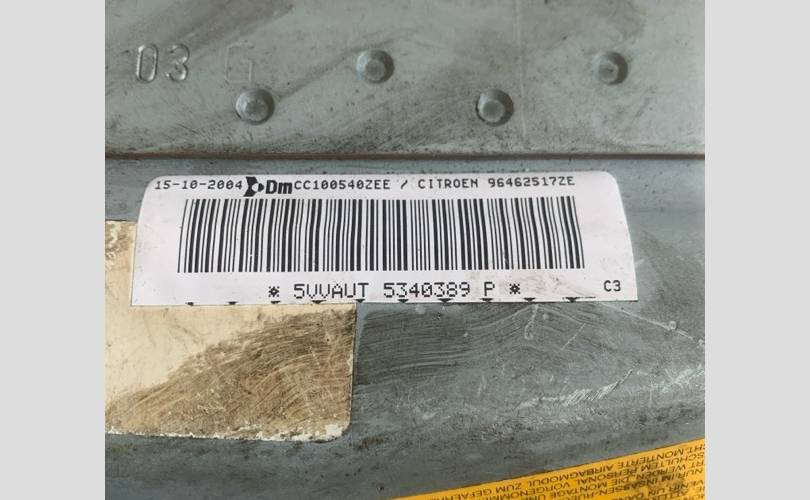 03 G
15-10-2004 Dm CC100540ZEE / CITROEN 96462517ZE
* 5VVAUT 5340389 P * C3